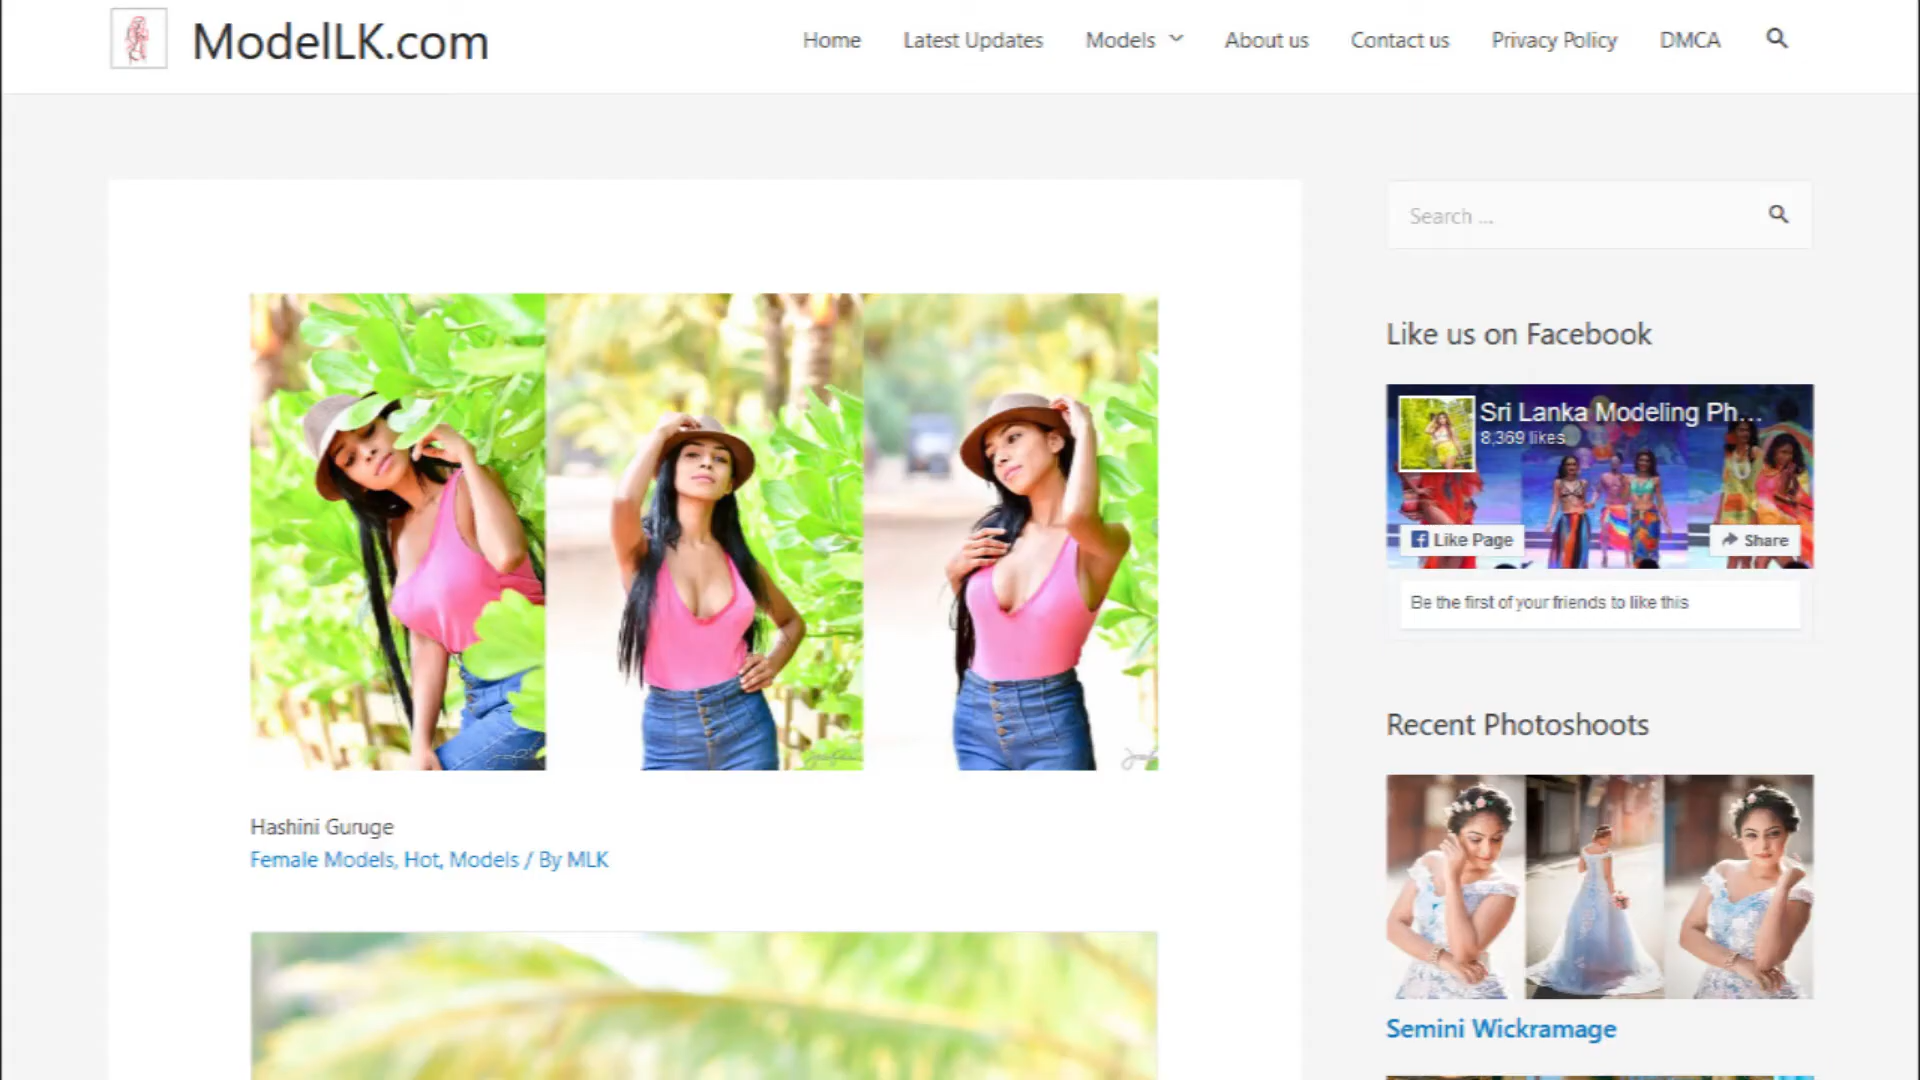 ModelLK.com
Home Latest Updates Models About us Contact us Privacy Policy DMCA
Search ...
Like us on Facebook
Sri Lanka Modeling Ph...
8,369 likes
Like Page Share
Be the first of your friends to like this
Recent Photoshoots
Hashini Guruge
Female Models, Hot, Models / By MLK
Semini Wickramage